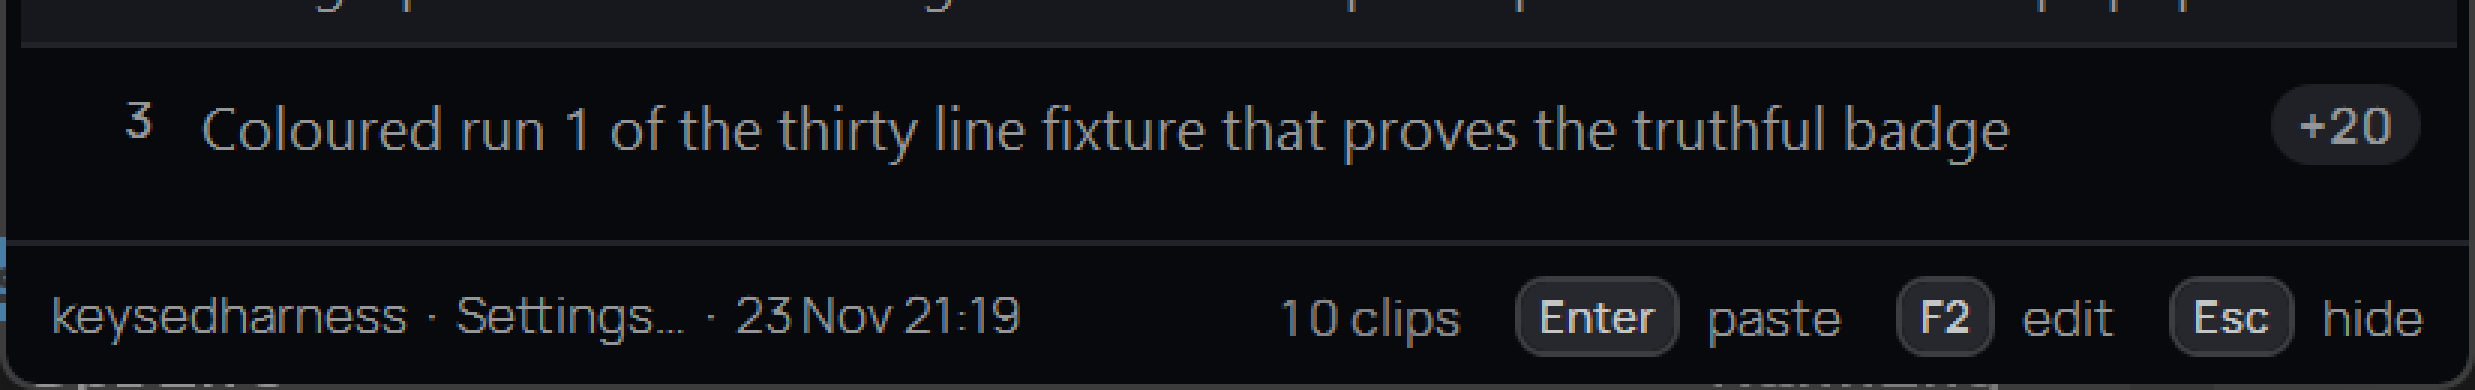 3 Coloured run 1 of the thirty line fixture that proves the truthful badge +20
keysedharness · Settings... · 23 Nov 21:19 10 clips Enter paste F2 edit Esc hide